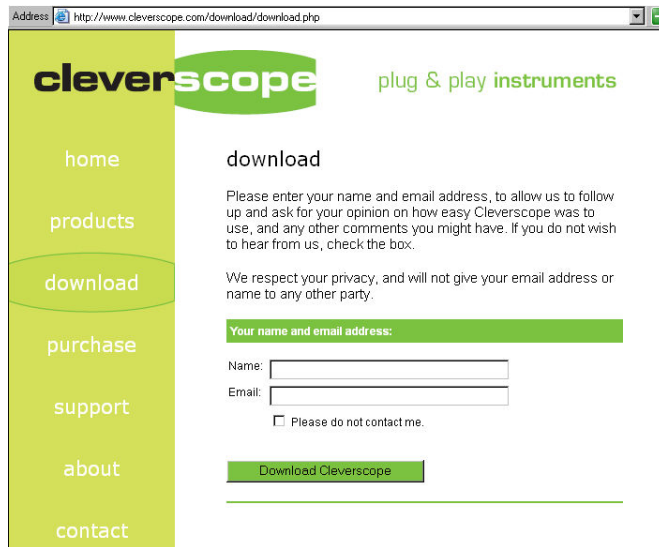 Address http://www.cleverscope.com/download/download.php
cleverscope
plug & play instruments
home
products
download
purchase
support
about
contact
download
Please enter your name and email address, to allow us to follow
up and ask for your opinion on how easy Cleverscope was to
use, and any other comments you might have. If you do not wish
to hear from us, check the box.
We respect your privacy, and will not give your email address or
name to any other party.
Your name and email address:
Name:
Email:
Please do not contact me.
Download Cleverscope